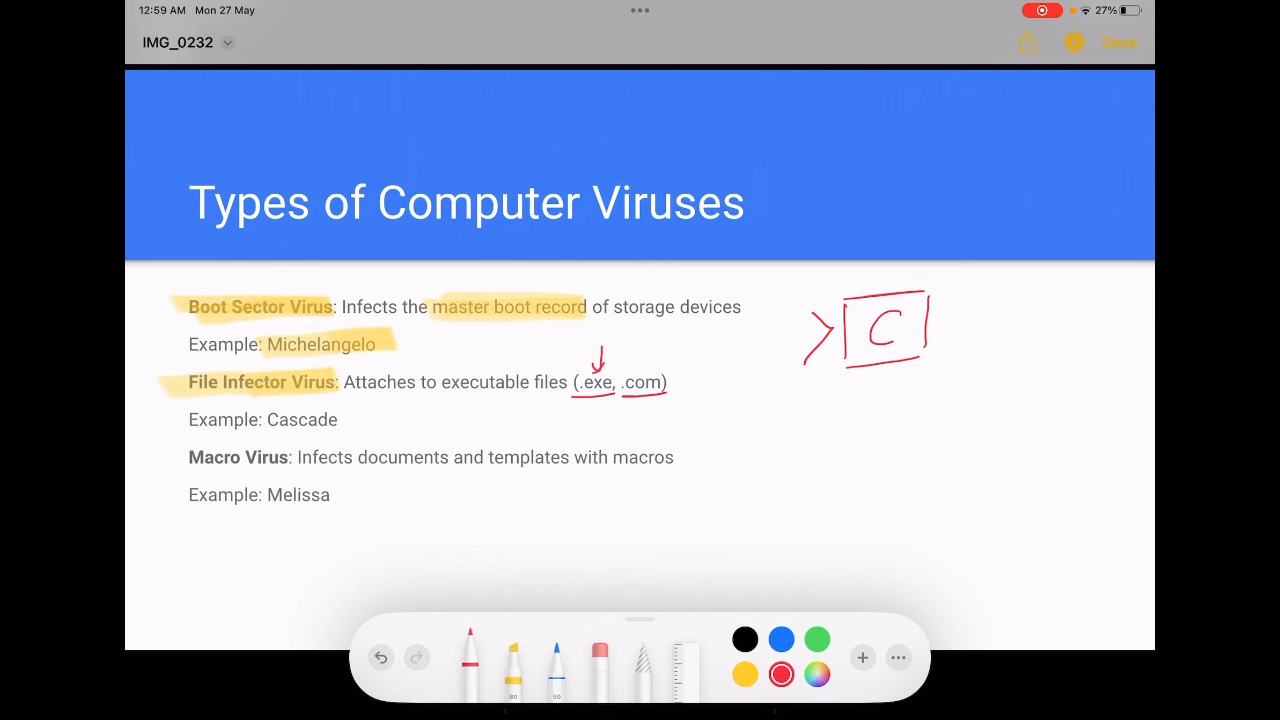 12:59 AM Mon 27 May
27%
IMG_0232
Done
Types of Computer Viruses
Boot Sector Virus: Infects the master boot record of storage devices
Example: Michelangelo
C
File Infector Virus: Attaches to executable files (.exe, .com)
Example: Cascade
Macro Virus: Infects documents and templates with macros
Example: Melissa
80
50